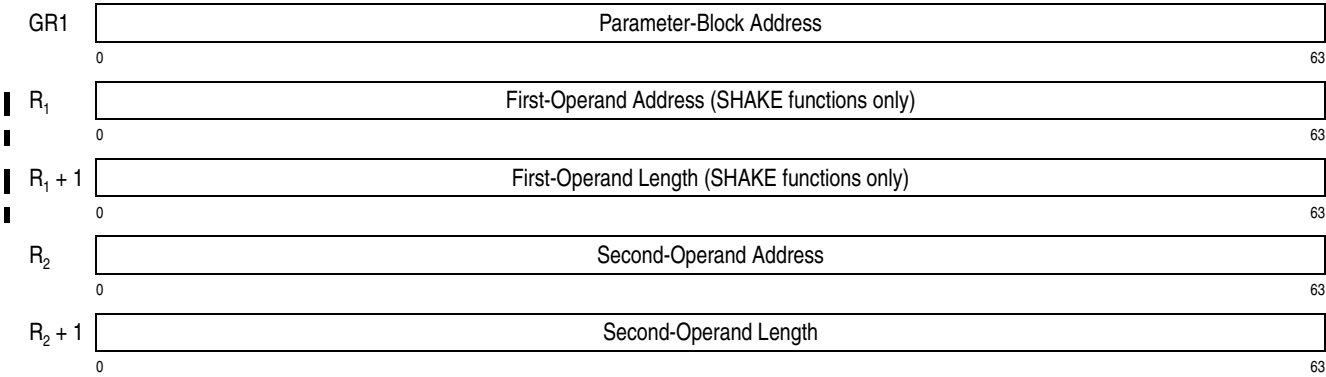 GR1 Parameter-Block Address
0 63
R₁ First-Operand Address (SHAKE functions only)
0 63
R₁ + 1 First-Operand Length (SHAKE functions only)
0 63
R₂ Second-Operand Address
0 63
R₂ + 1 Second-Operand Length
0 63